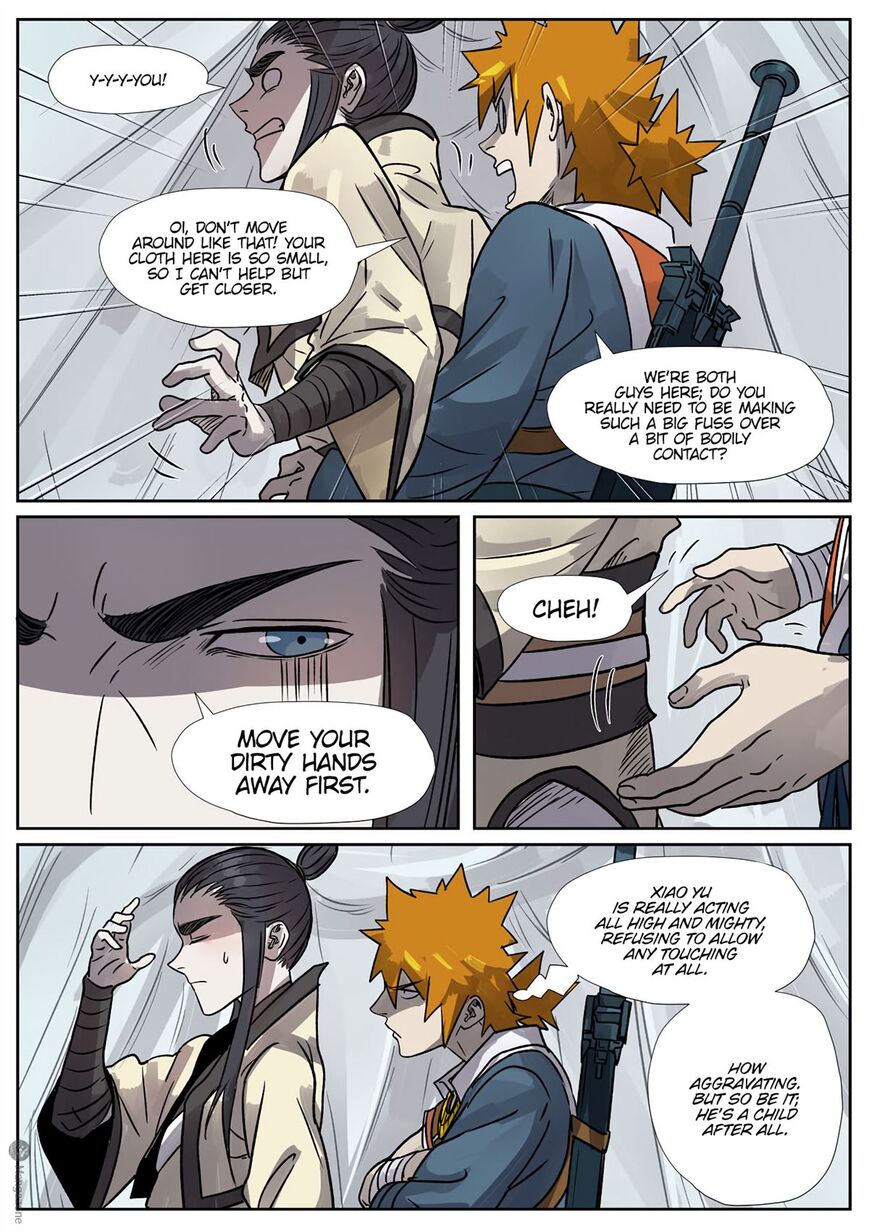 Y-Y-Y-YOU!
OI, DON'T MOVE
AROUND LIKE THAT! YOUR
CLOTH HERE IS SO SMALL,
SO I CAN'T HELP BUT
GET CLOSER.
WE'RE BOTH
GUYS HERE; DO YOU
REALLY NEED TO BE MAKING
SUCH A BIG FUSS OVER
A BIT OF BODILY
CONTACT?
MOVE YOUR
DIRTY HANDS
AWAY FIRST.
CHEH!
XIAO YU
IS REALLY ACTING
ALL HIGH AND MIGHTY,
REFUSING TO ALLOW
ANY TOUCHING
AT ALL.
HOW
AGGRAVATING.
BUT SO BE IT;
HE'S A CHILD
AFTER ALL.